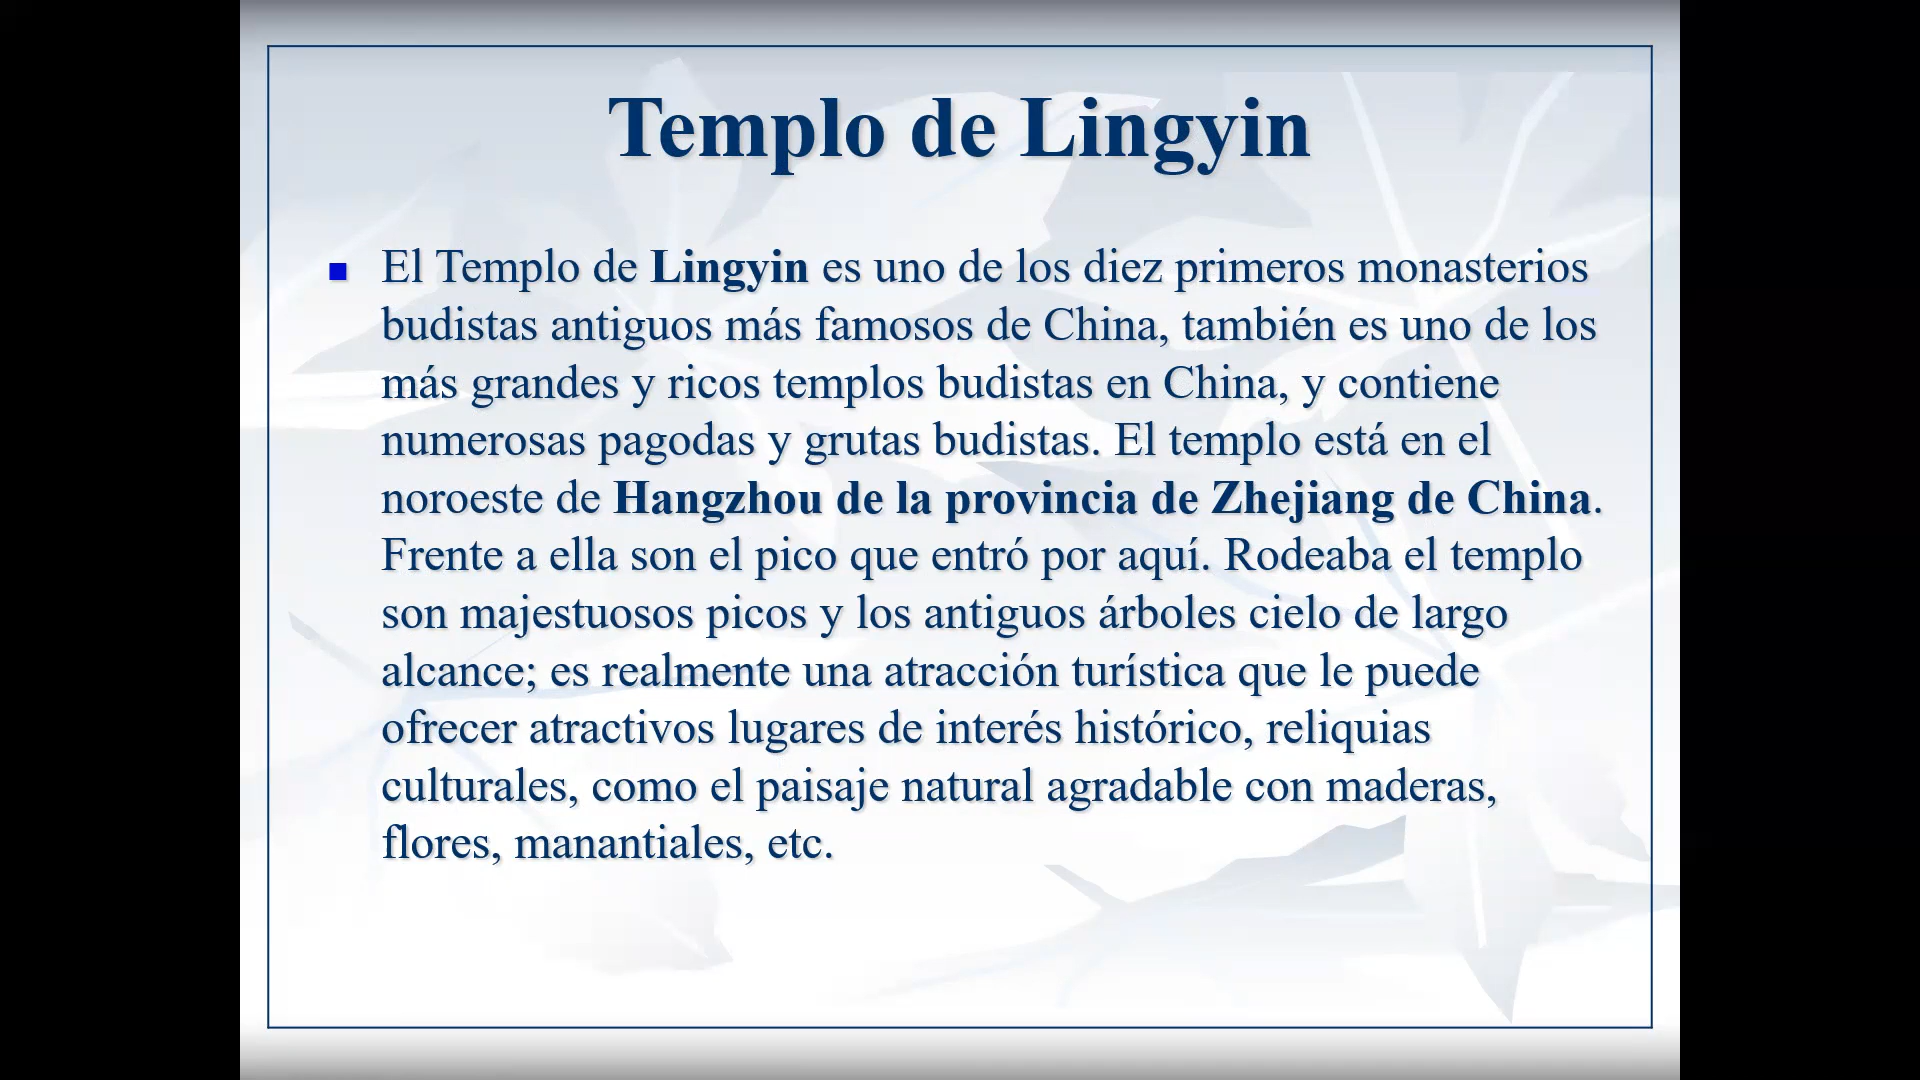 Templo de Lingyin
El Templo de Lingyin es uno de los diez primeros monasterios
budistas antiguos más famosos de China, también es uno de los
más grandes y ricos templos budistas en China, y contiene
numerosas pagodas y grutas budistas. El templo está en el
noroeste de Hangzhou de la provincia de Zhejiang de China.
Frente a ella son el pico que entró por aquí. Rodeaba el templo
son majestuosos picos y los antiguos árboles cielo de largo
alcance; es realmente una atracción turística que le puede
ofrecer atractivos lugares de interés histórico, reliquias
culturales, como el paisaje natural agradable con maderas,
flores, manantiales, etc.